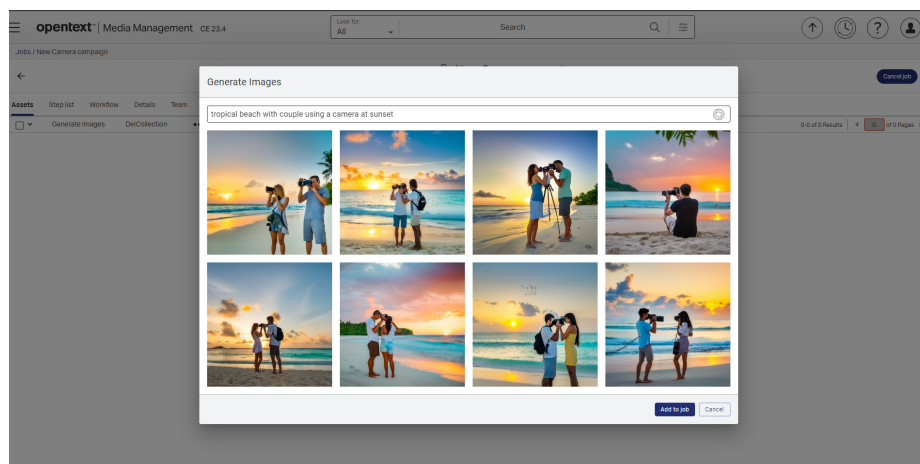 opentext™ | Media Management CE 23.4
Look for:
All
Search
Jobs / New Camera campaign
Cancel job
Generate Images
Assets Step list Workflow Details Team
tropical beach with couple using a camera at sunset
Generate Images DelCollection
0-0 of 0 Results
0 of 0 Pages
Add to job Cancel